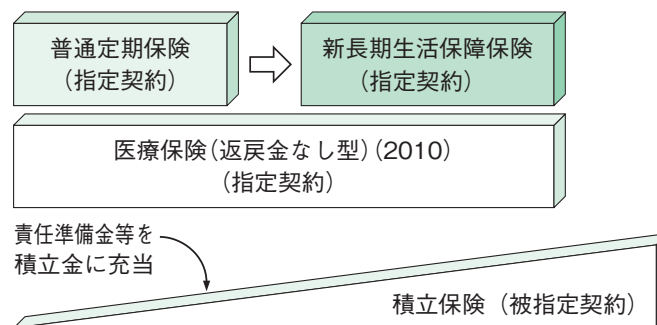 普通定期保険
（指定契約）
新長期生活保障保険
（指定契約）
医療保険（返戻金なし型）（2010）
（指定契約）
責任準備金等を
積立金に充当
積立保険（被指定契約）